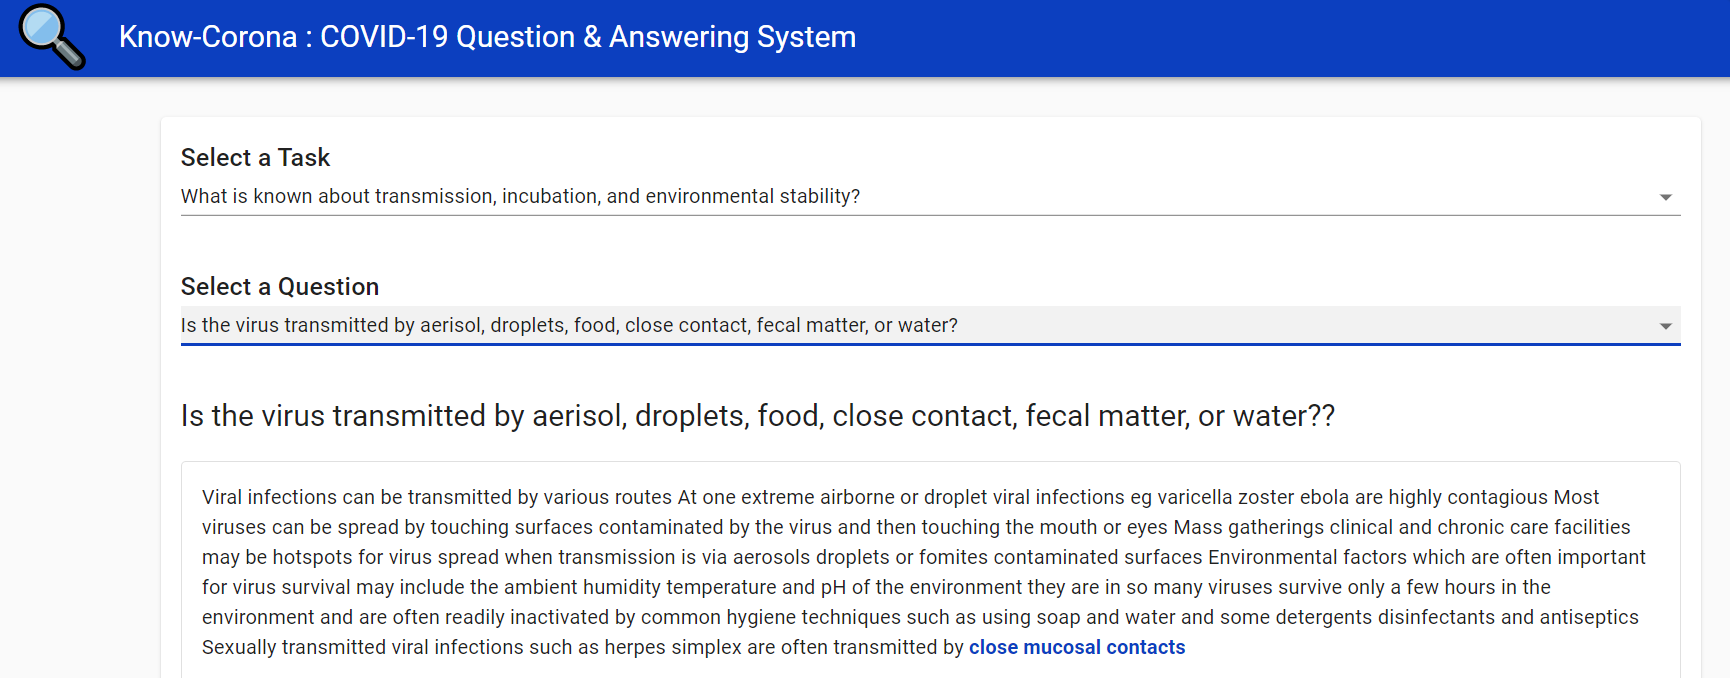 Know-Corona : COVID-19 Question & Answering System
Select a Task
What is known about transmission, incubation, and environmental stability?
Select a Question
Is the virus transmitted by aerisol, droplets, food, close contact, fecal matter, or water?
Is the virus transmitted by aerisol, droplets, food, close contact, fecal matter, or water??
Viral infections can be transmitted by various routes At one extreme airborne or droplet viral infections eg varicella zoster ebola are highly contagious Most
viruses can be spread by touching surfaces contaminated by the virus and then touching the mouth or eyes Mass gatherings clinical and chronic care facilities
may be hotspots for virus spread when transmission is via aerosols droplets or fomites contaminated surfaces Environmental factors which are often important
for virus survival may include the ambient humidity temperature and pH of the environment they are in so many viruses survive only a few hours in the
environment and are often readily inactivated by common hygiene techniques such as using soap and water and some detergents disinfectants and antiseptics
Sexually transmitted viral infections such as herpes simplex are often transmitted by close mucosal contacts